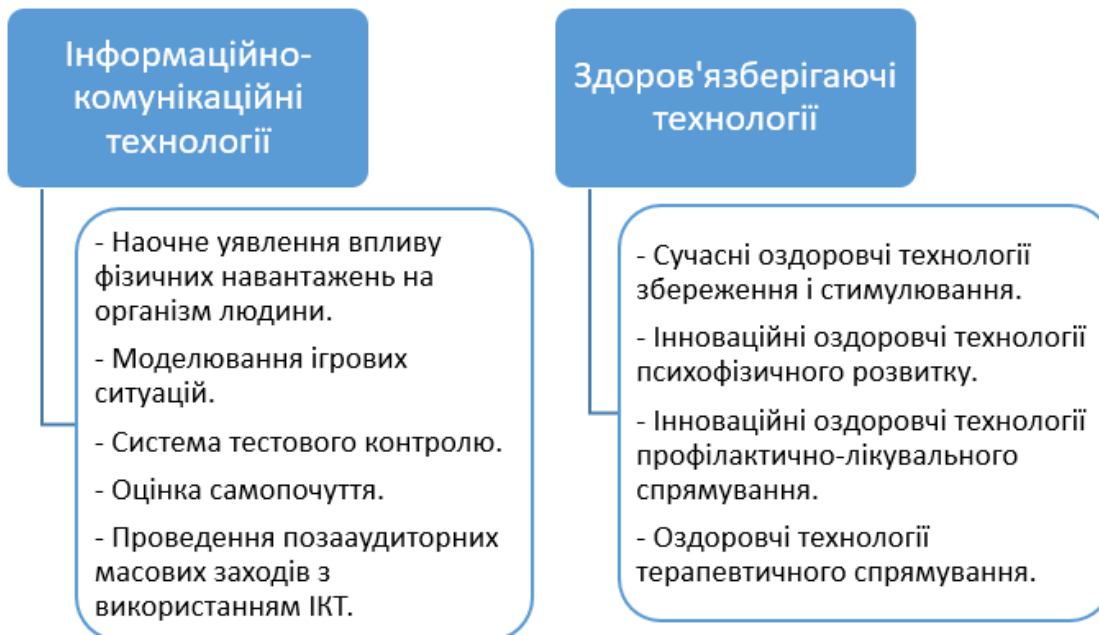 Інформаційно-
комунікаційні
технології
- Наочне уявлення впливу
фізичних навантажень на
організм людини.
- Моделювання ігрових
ситуацій.
- Система тестового контролю.
- Оцінка самопочуття.
- Проведення позааудиторних
масових заходів з
використанням ІКТ.
Здоров'язберігаючі
технології
- Сучасні оздоровчі технології
збереження і стимулювання.
- Інноваційні оздоровчі технології
психофізичного розвитку.
- Інноваційні оздоровчі технології
профілактично-лікувального
спрямування.
- Оздоровчі технології
терапевтичного спрямування.